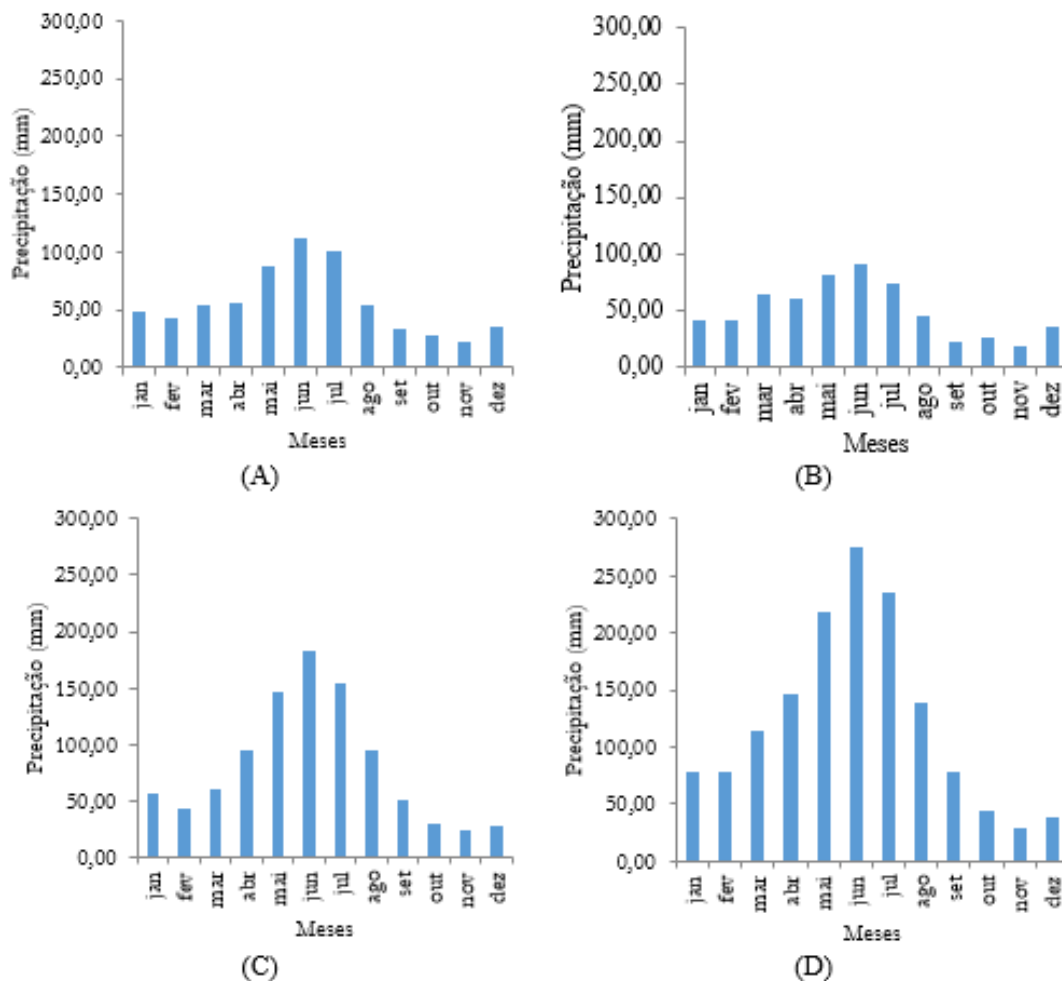 300,00
250,00
200,00
150,00
100,00
50,00
0,00
Precipitação (mm)
jan fev mar abr mai jun jul ago set out nov dez
Meses
(A)
300,00
250,00
200,00
150,00
100,00
50,00
0,00
Precipitação (mm)
jan fev mar abr mai jun jul ago set out nov dez
Meses
(B)
300,00
250,00
200,00
150,00
100,00
50,00
0,00
Precipitação (mm)
jan fev mar abr mai jun jul ago set out nov dez
Meses
(C)
300,00
250,00
200,00
150,00
100,00
50,00
0,00
Precipitação (mm)
jan fev mar abr mai jun jul ago set out nov dez
Meses
(D)